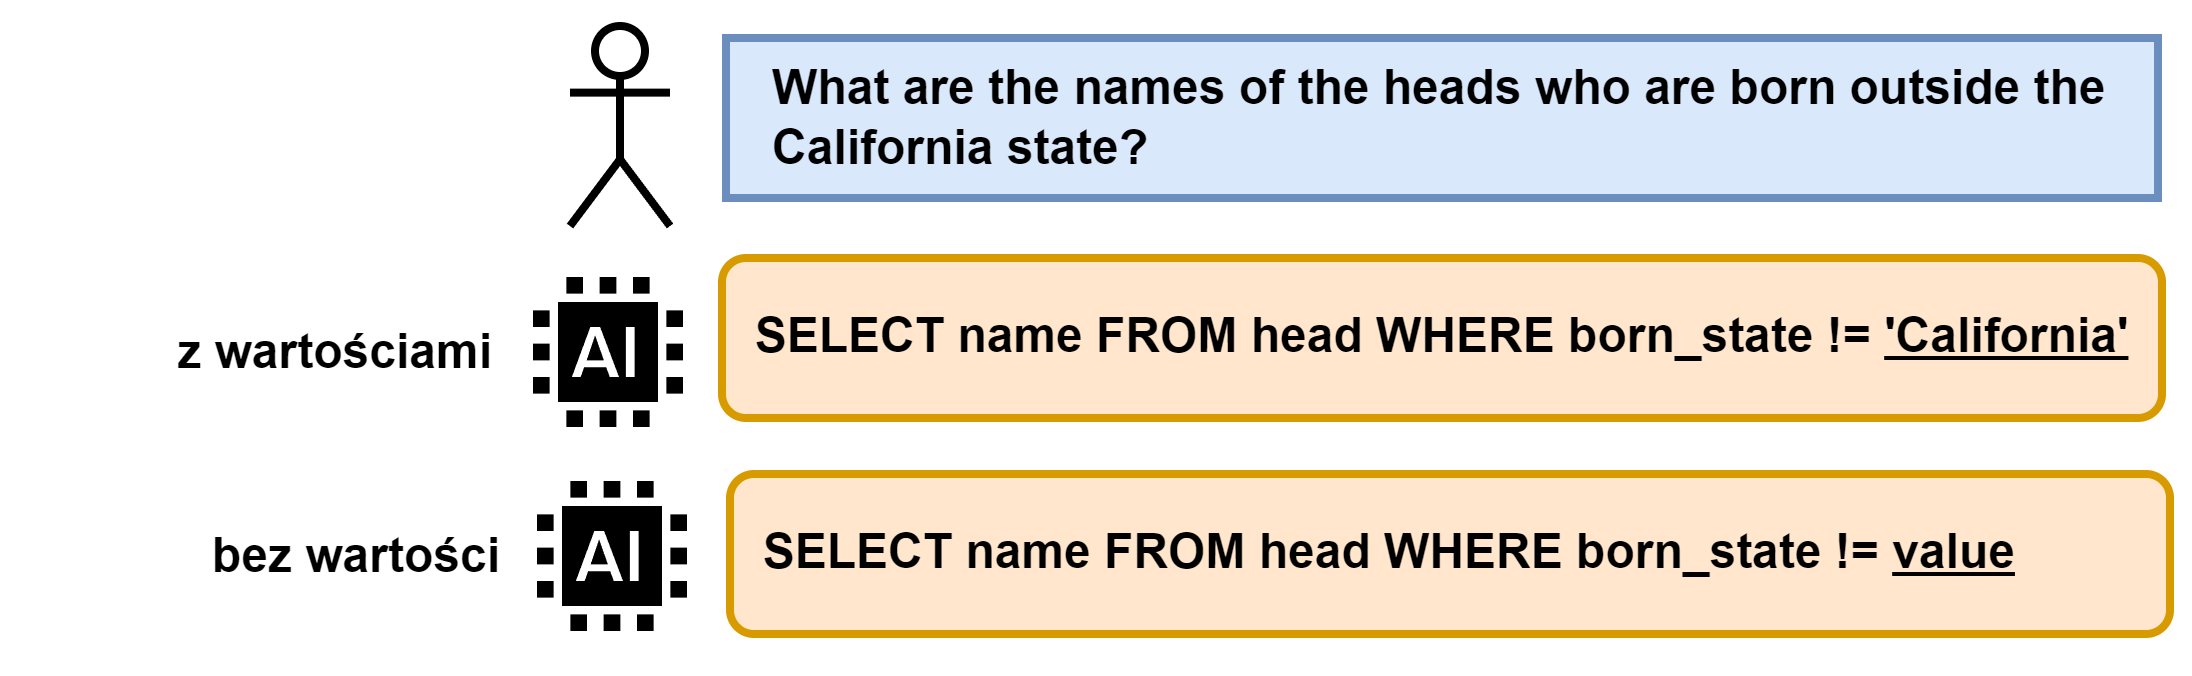 What are the names of the heads who are born outside the
California state?
z wartościami
AI
SELECT name FROM head WHERE born_state != 'California'
bez wartości
AI
SELECT name FROM head WHERE born_state != value